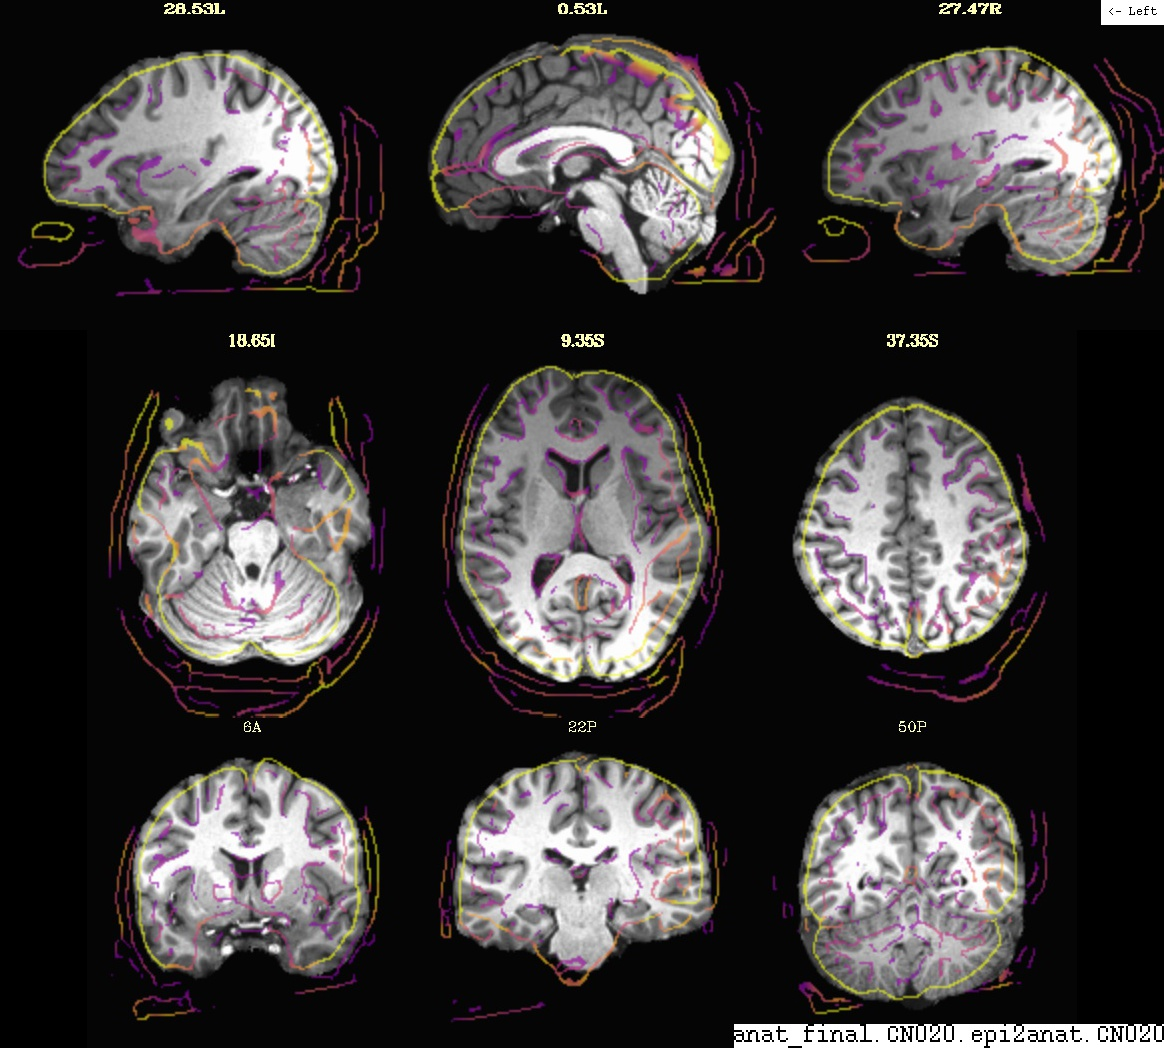 28.53L 0.53L 27.47R <- Left
18.65I 9.35S 37.35S
6A 22P 50P
anat_final.CN020.epi2anat.CN020